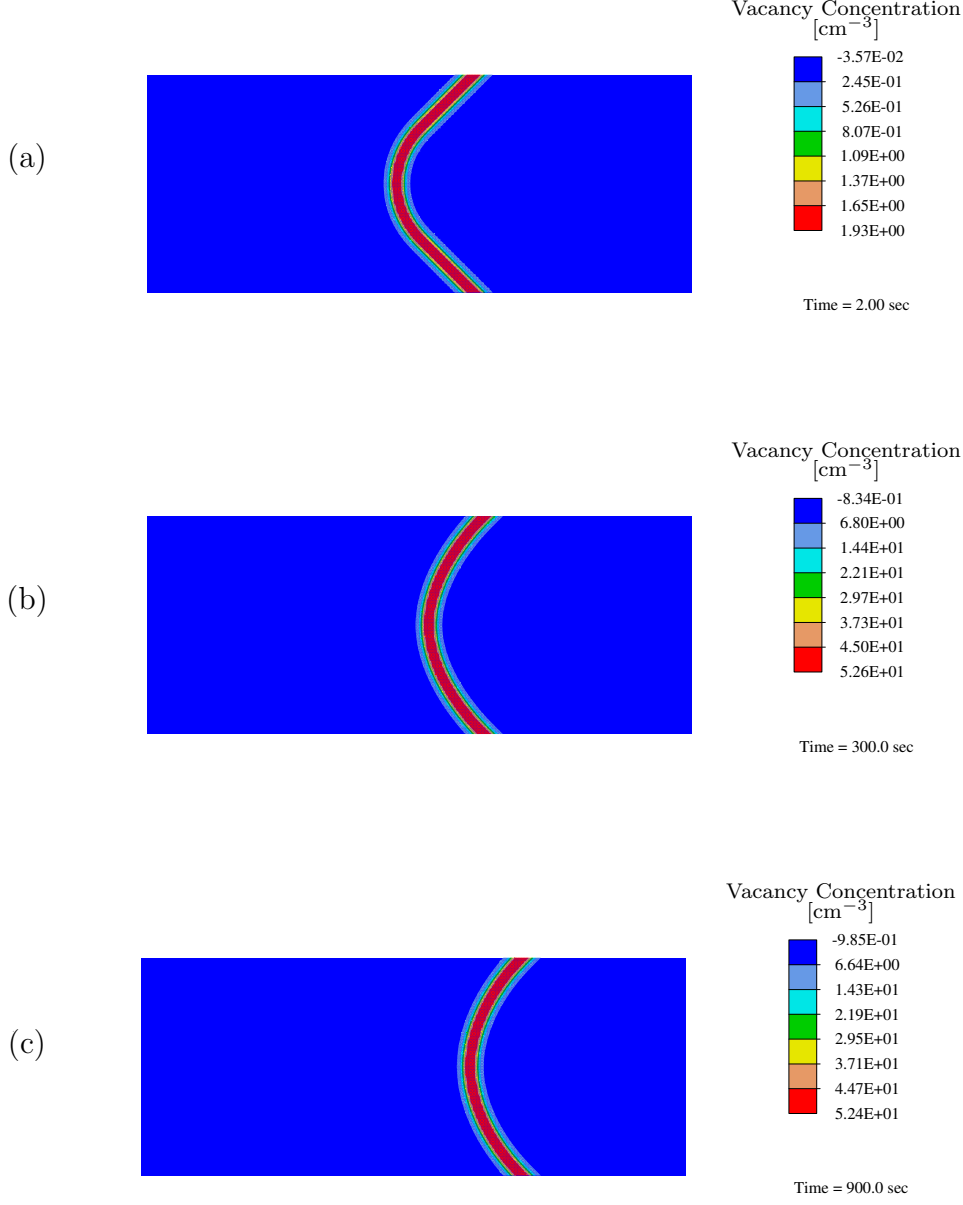 Vacancy Concentration
[cm⁻³]
(a)
-3.57E-02
2.45E-01
5.26E-01
8.07E-01
1.09E+00
1.37E+00
1.65E+00
1.93E+00
Time = 2.00 sec
Vacancy Concentration
[cm⁻³]
(b)
-8.34E-01
6.80E+00
1.44E+01
2.21E+01
2.97E+01
3.73E+01
4.50E+01
5.26E+01
Time = 300.0 sec
Vacancy Concentration
[cm⁻³]
(c)
-9.85E-01
6.64E+00
1.43E+01
2.19E+01
2.95E+01
3.71E+01
4.47E+01
5.24E+01
Time = 900.0 sec